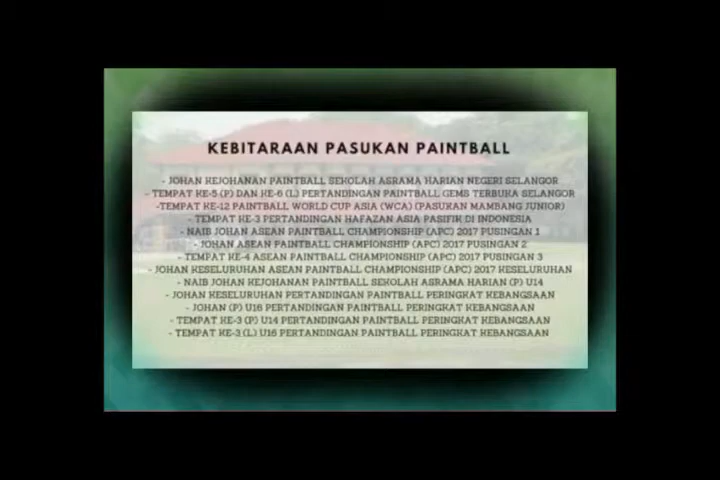 KEBITARAAN PASUKAN PAINTBALL
- JOHAN KEJOHANAN PAINTBALL SEKOLAH ASRAMA HARIAN NEGERI SELANGOR
- TEMPAT KE-5 (P) DAN KE-6 (L) PERTANDINGAN PAINTBALL GEMS TERBUKA SELANGOR
-TEMPAT KE-12 PAINTBALL WORLD CUP ASIA (WCA) (PASUKAN MAMBANG JUNIOR)
- TEMPAT KE-3 PERTANDINGAN HAFAZAN ASIA PASIFIK DI INDONESIA
- NAIB JOHAN ASEAN PAINTBALL CHAMPIONSHIP (APC) 2017 PUSINGAN 1
- JOHAN ASEAN PAINTBALL CHAMPIONSHIP (APC) 2017 PUSINGAN 2
- TEMPAT KE-4 ASEAN PAINTBALL CHAMPIONSHIP (APC) 2017 PUSINGAN 3
- JOHAN KESELURUHAN ASEAN PAINTBALL CHAMPIONSHIP (APC) 2017 KESELURUHAN
- NAIB JOHAN KEJOHANAN PAINTBALL SEKOLAH ASRAMA HARIAN (P) U14
- JOHAN KESELURUHAN PERTANDINGAN PAINTBALL PERINGKAT KEBANGSAAN
- JOHAN (P) U16 PERTANDINGAN PAINTBALL PERINGKAT KEBANGSAAN
- TEMPAT KE-3 (P) U14 PERTANDINGAN PAINTBALL PERINGKAT KEBANGSAAN
- TEMPAT KE-3 (L) U16 PERTANDINGAN PAINTBALL PERINGKAT KEBANGSAAN